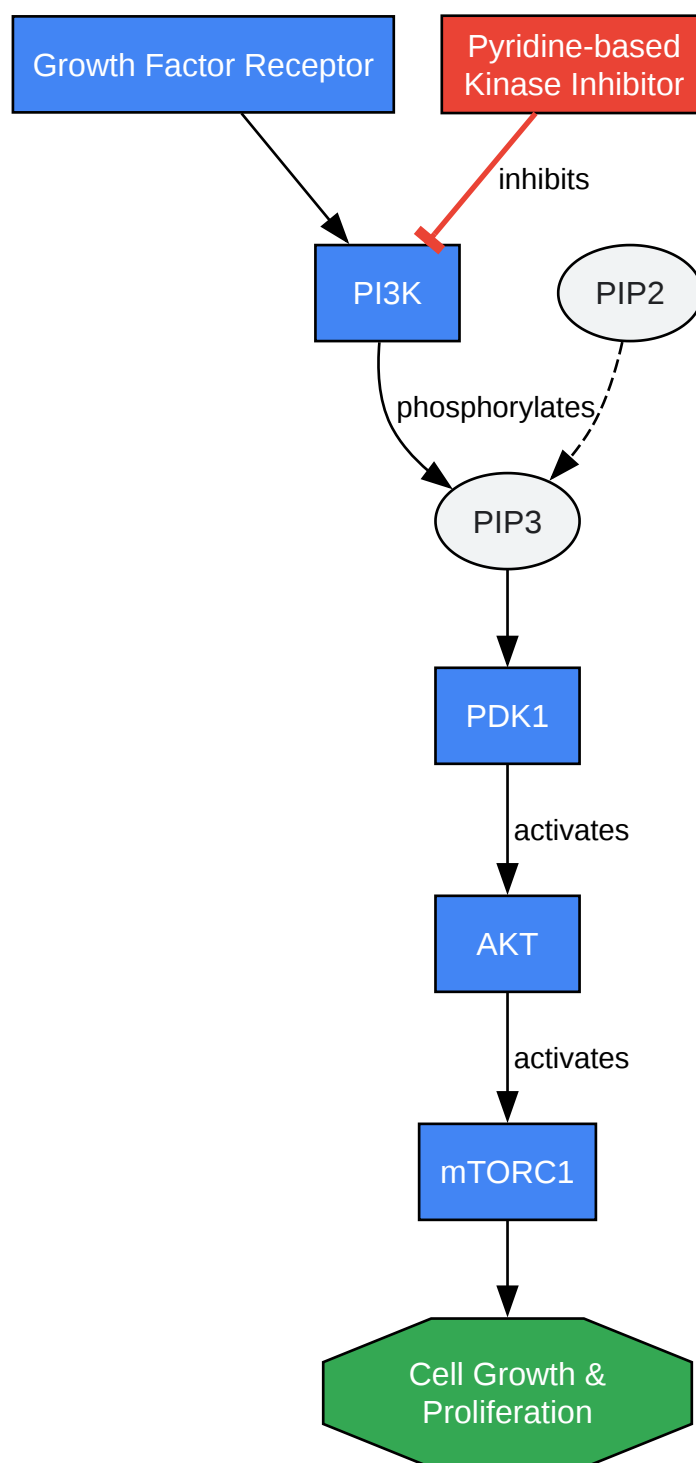 Growth Factor Receptor
Pyridine-based
Kinase Inhibitor
inhibits
PI3K
PIP2
phosphorylates
PIP3
PDK1
activates
AKT
activates
mTORC1
Cell Growth &
Proliferation